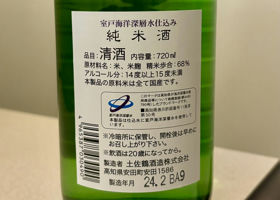 室戸海洋深層水仕込み
純米酒
品目:清酒 内容量:720ml
原材料名:米、米麹 精米歩合:68%
アルコール分:14度以上15度未満
本製品の原料米は全て国産です。
※冷暗所に保管し、開栓後は早めに
お召し上がり下さい。
※飲酒は20歳になってから。
製造者 土佐鶴酒造株式会社
高知県安田町安田1586
製造年月 24.2 BA9